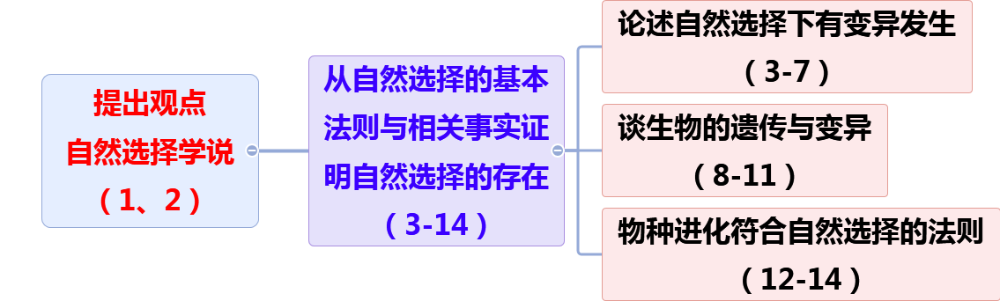 提出观点
自然选择学说
（1、2）
从自然选择的基本
法则与相关事实证
明自然选择的存在
（3-14）
论述自然选择下有变异发生
（3-7）
谈生物的遗传与变异
（8-11）
物种进化符合自然选择的法则
（12-14）